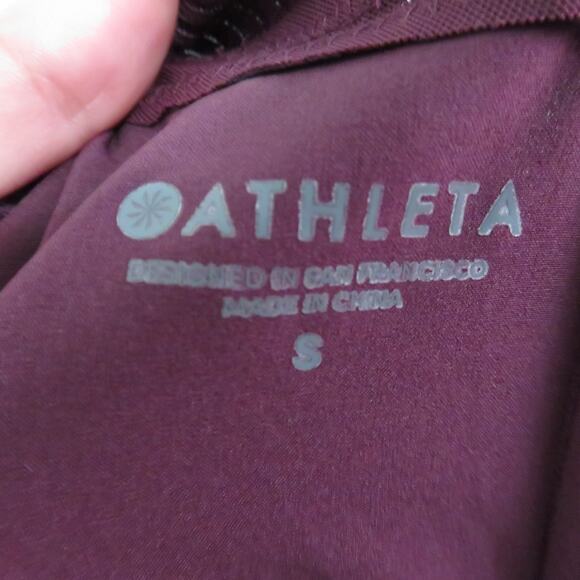 ATHLETA
DESIGNED IN SAN FRANCISCO
MADE IN CHINA
S